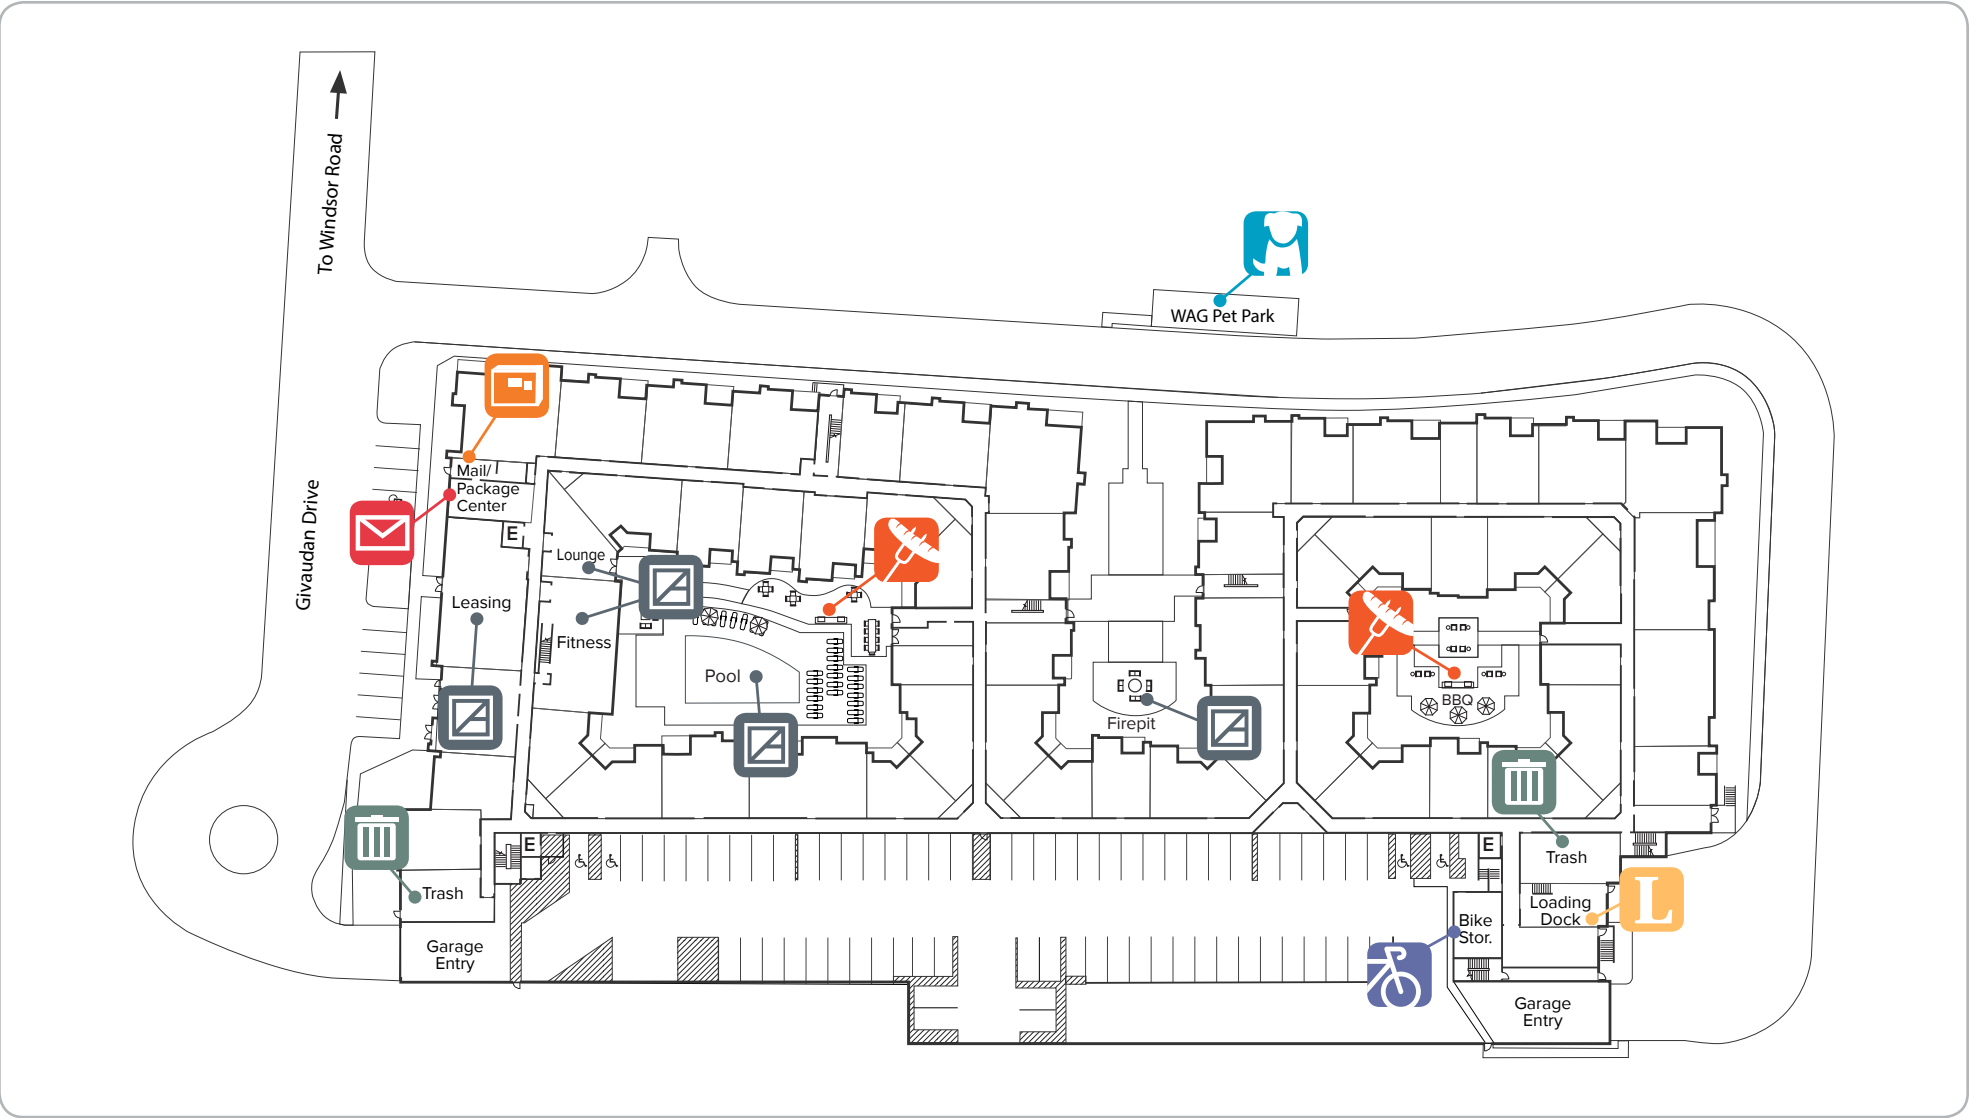 To Windsor Road
WAG Pet Park
Givaudan Drive
Mail/
Package
Center
E
Lounge
Leasing
Fitness
Pool
BBQ
Firepit
E
E
Trash
Trash
Loading
Dock
L
Bike
Stor.
Garage
Entry
Garage
Entry